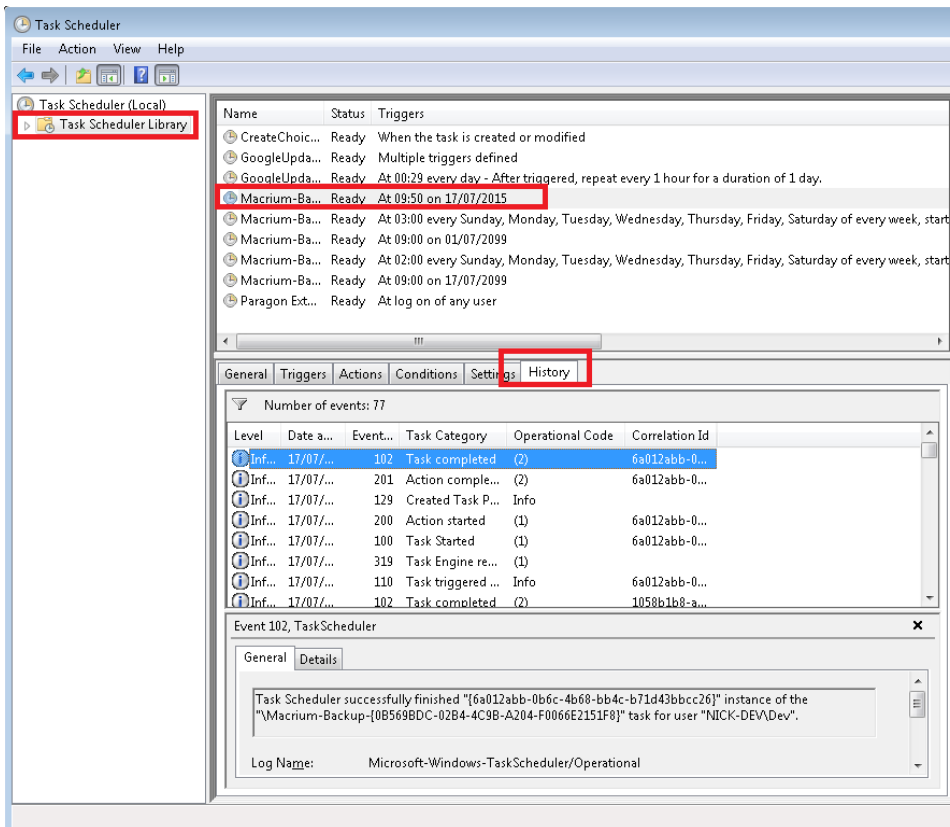 Task Scheduler
File Action View Help
Task Scheduler (Local)
Task Scheduler Library
Name Status Triggers
CreateChoic... Ready When the task is created or modified
GoogleUpda... Ready Multiple triggers defined
GoogleUpda... Ready At 00:29 every day - After triggered, repeat every 1 hour for a duration of 1 day.
Macrium-Ba... Ready At 09:50 on 17/07/2015
Macrium-Ba... Ready At 03:00 every Sunday, Monday, Tuesday, Wednesday, Thursday, Friday, Saturday of every week, start
Macrium-Ba... Ready At 09:00 on 01/07/2099
Macrium-Ba... Ready At 02:00 every Sunday, Monday, Tuesday, Wednesday, Thursday, Friday, Saturday of every week, start
Macrium-Ba... Ready At 09:00 on 17/07/2099
Paragon Ext... Ready At log on of any user
General Triggers Actions Conditions Settings History
Number of events: 77
Level Date a... Event... Task Category Operational Code Correlation Id
Inf... 17/07/... 102 Task completed (2) 6a012abb-0...
Inf... 17/07/... 201 Action comple... (2) 6a012abb-0...
Inf... 17/07/... 129 Created Task P... Info
Inf... 17/07/... 200 Action started (1) 6a012abb-0...
Inf... 17/07/... 100 Task Started (1) 6a012abb-0...
Inf... 17/07/... 319 Task Engine re... (1)
Inf... 17/07/... 110 Task triggered ... Info 6a012abb-0...
Inf... 17/07/... 102 Task completed (2) 1058b1b8-a...
Event 102, TaskScheduler
General Details
Task Scheduler successfully finished "{6a012abb-0b6c-4b68-bb4c-b71d43bbcc26}" instance of the
"\Macrium-Backup-{0B569BDC-02B4-4C9B-A204-F0066E2151F8}" task for user "NICK-DEV\Dev".
Log Name: Microsoft-Windows-TaskScheduler/Operational